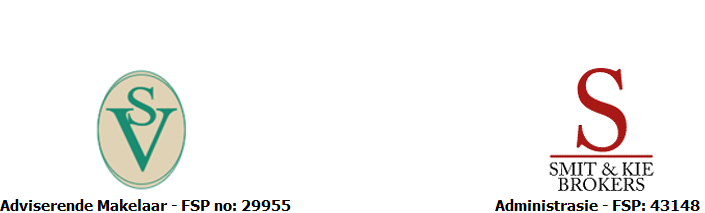 SV
Adviserende Makelaar - FSP no: 29955
S
SMIT & KIE
BROKERS
Administrasie - FSP: 43148